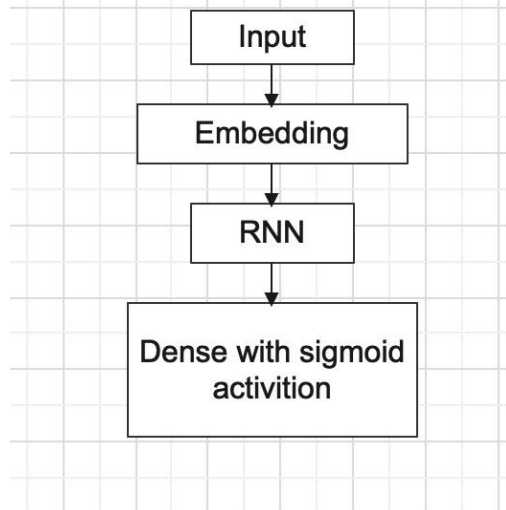 Input
Embedding
RNN
Dense with sigmoid
activition